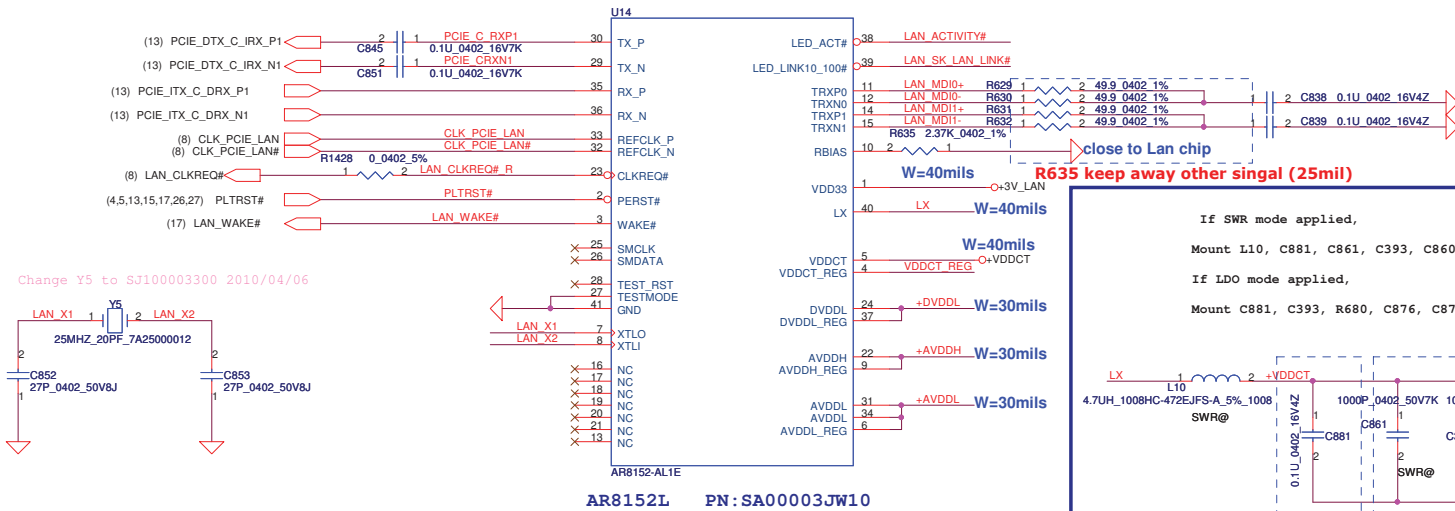 U14
(13) PCIE_DTX_C_IRX_P1 2 1 PCIE_C_RXP1 30 TX_P
C845 0.1U_0402_16V7K
(13) PCIE_DTX_C_IRX_N1 2 1 PCIE_CRXN1 29 TX_N
C851 0.1U_0402_16V7K
(13) PCIE_ITX_C_DRX_P1 35 RX_P
(13) PCIE_ITX_C_DRX_N1 36 RX_N
(8) CLK_PCIE_LAN CLK_PCIE_LAN 33 REFCLK_P
(8) CLK_PCIE_LAN# CLK_PCIE_LAN# 32 REFCLK_N
R1428 0_0402_5%
(8) LAN_CLKREQ# 1 2 LAN_CLKREQ#_R 23 CLKREQ#
(4,5,13,15,17,26,27) PLTRST# PLTRST# 2 PERST#
(17) LAN_WAKE# LAN_WAKE# 3 WAKE#
25 SMCLK
26 SMDATA
28 TEST_RST
27 TESTMODE
41 GND
LAN_X1 7 XTLO
LAN_X2 8 XTLI
16 NC
17 NC
18 NC
19 NC
20 NC
21 NC
13 NC
LED_ACT# 38 LAN_ACTIVITY#
LED_LINK10_100# 39 LAN_SK_LAN_LINK#
TRXP0 11 LAN_MDI0+ R629 1 2 49.9_0402_1%
TRXN0 12 LAN_MDI0- R630 1 2 49.9_0402_1%
TRXP1 14 LAN_MDI1+ R631 1 2 49.9_0402_1%
TRXN1 15 LAN_MDI1- R632 1 2 49.9_0402_1%
1 2 C838 0.1U_0402_16V4Z
1 2 C839 0.1U_0402_16V4Z
R635 2.37K_0402_1%
RBIAS 10 2 1 close to Lan chip
W=40mils R635 keep away other singal (25mil)
VDD33 1 +3V_LAN
LX 40 LX W=40mils
W=40mils
VDDCT 5 +VDDCT
VDDCT_REG 4 VDDCT_REG
DVDDL 24 +DVDDL W=30mils
DVDDL_REG 37
AVDDH 22 +AVDDH W=30mils
AVDDH_REG 9
AVDDL 31 +AVDDL W=30mils
AVDDL 34
AVDDL_REG 6
AR8152-AL1E
AR8152L PN:SA00003JW10
Change Y5 to SJ100003300 2010/04/06
LAN_X1 1 Y5 2 LAN_X2
25MHZ_20PF_7A25000012
2 C852 1
27P_0402_50V8J
2 C853 1
27P_0402_50V8J
If SWR mode applied,
Mount L10, C881, C861, C393, C860
If LDO mode applied,
Mount C881, C393, R680, C876, C87
LX 1 2 +VDDCT
L10
4.7UH_1008HC-472EJFS-A_5%_1008
SWR@
0.1U_0402_16V4Z
1 C881 2
1000P_0402_50V7K 10
1 C861 2
SWR@